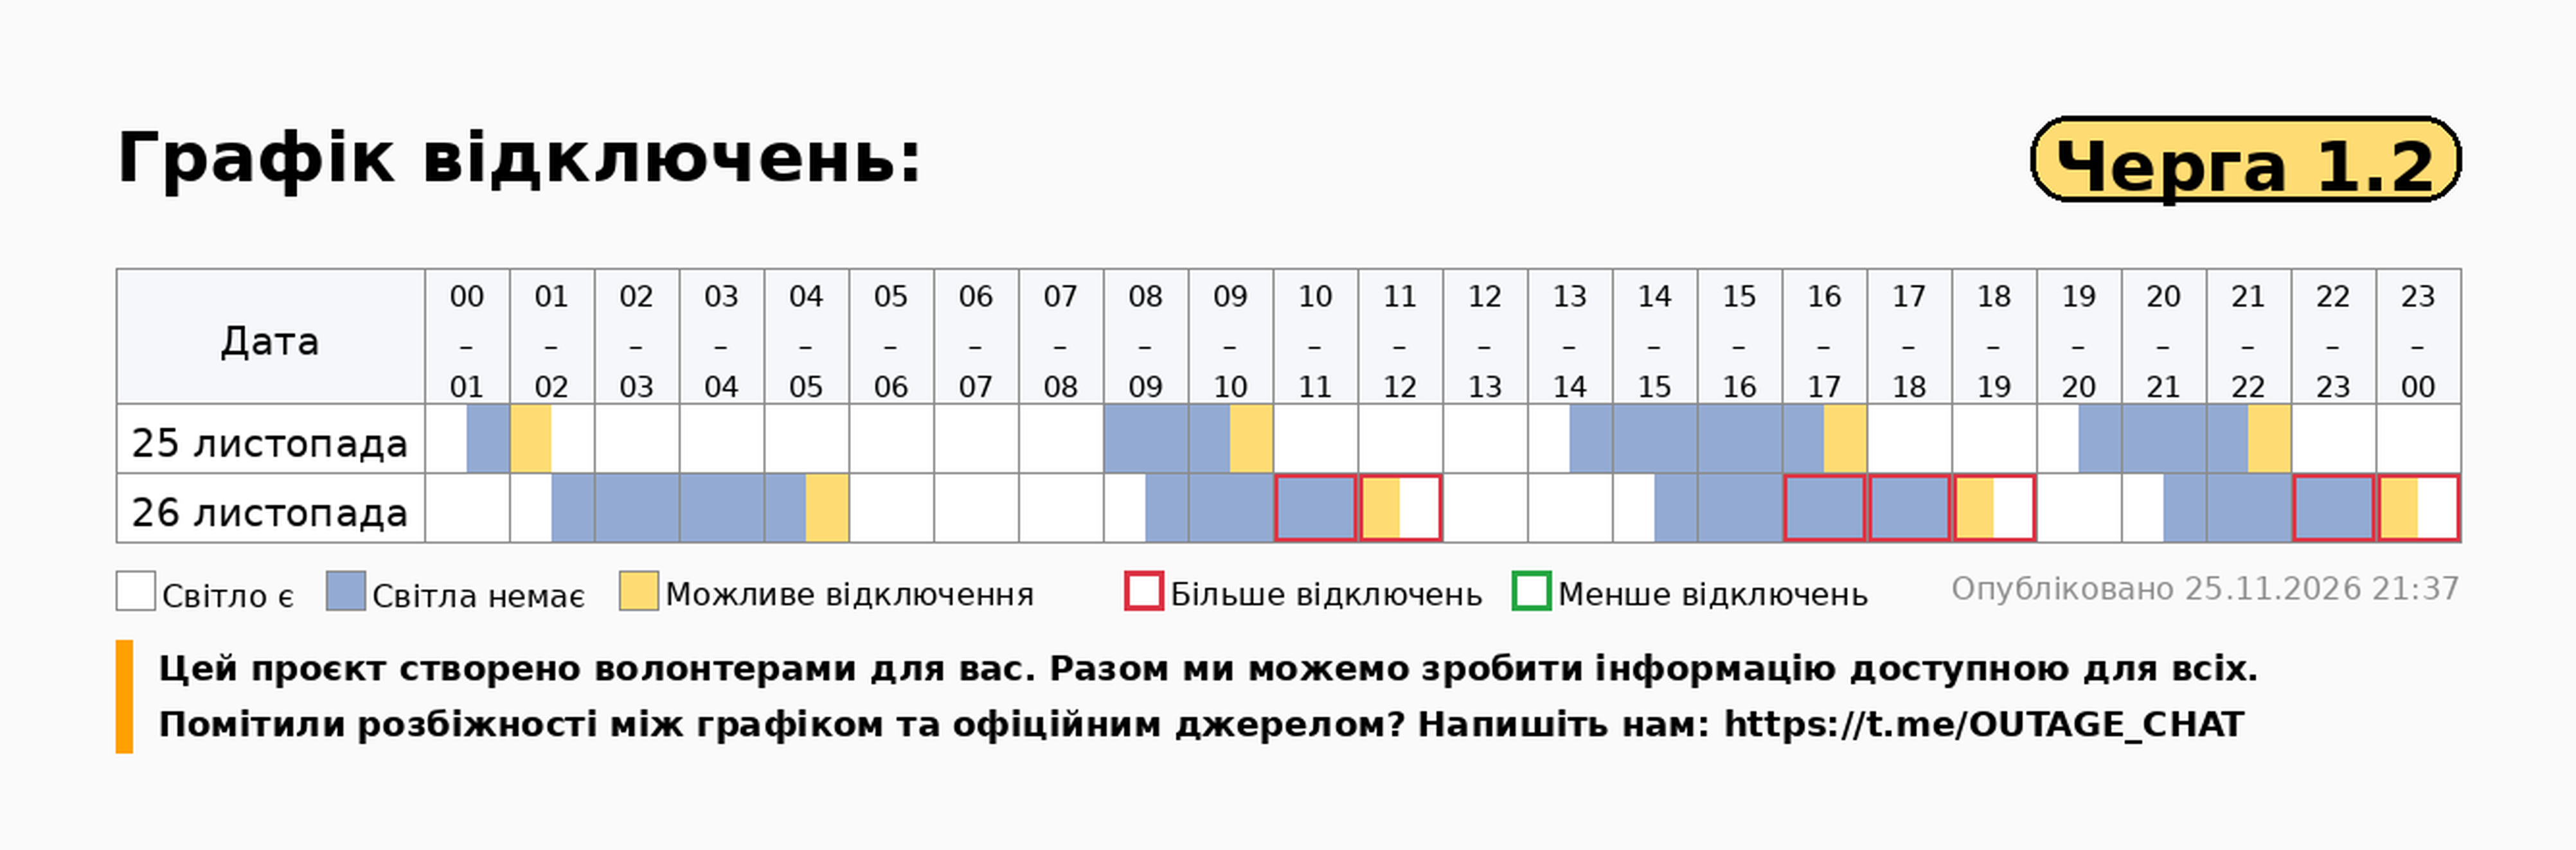 Графік відключень:
Черга 1.2
Дата
00 – 01
01 – 02
02 – 03
03 – 04
04 – 05
05 – 06
06 – 07
07 – 08
08 – 09
09 – 10
10 – 11
11 – 12
12 – 13
13 – 14
14 – 15
15 – 16
16 – 17
17 – 18
18 – 19
19 – 20
20 – 21
21 – 22
22 – 23
23 – 00
25 листопада
26 листопада
Світло є
Світла немає
Можливе відключення
Більше відключень
Менше відключень
Опубліковано 25.11.2026 21:37
Цей проєкт створено волонтерами для вас. Разом ми можемо зробити інформацію доступною для всіх.
Помітили розбіжності між графіком та офіційним джерелом? Напишіть нам: https://t.me/OUTAGE_CHAT